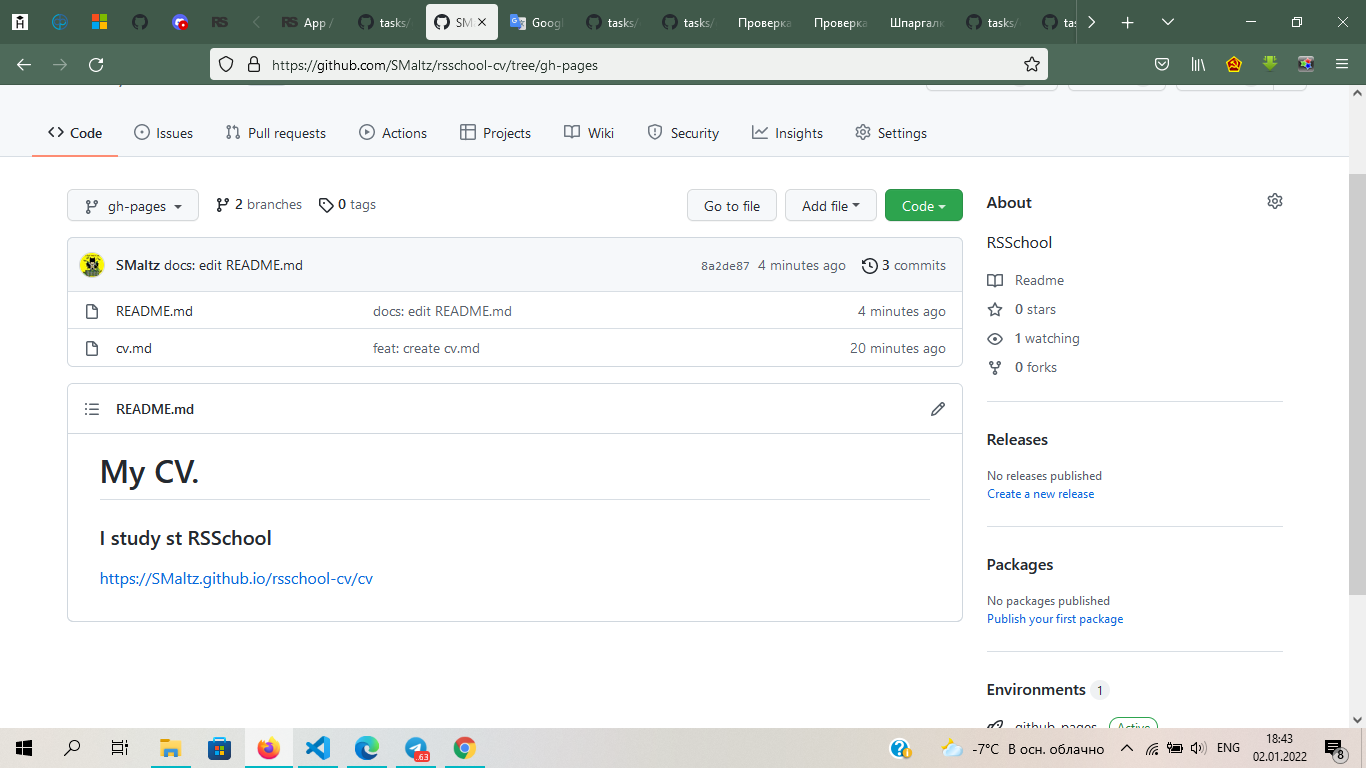 RS
RS App /
tasks/
SM
Goog
tasks/
tasks/
Проверка
Проверка
Шпаргалк
tasks/
tas
https://github.com/SMaltz/rsschool-cv/tree/gh-pages
Code Issues Pull requests Actions Projects Wiki Security Insights Settings
gh-pages 2 branches 0 tags Go to file Add file Code
SMaltz docs: edit README.md 8a2de87 4 minutes ago 3 commits
README.md docs: edit README.md 4 minutes ago
cv.md feat: create cv.md 20 minutes ago
README.md
My CV.
I study st RSSchool
https://SMaltz.github.io/rsschool-cv/cv
About
RSSchool
Readme
0 stars
1 watching
0 forks
Releases
No releases published
Create a new release
Packages
No packages published
Publish your first package
Environments 1
github-pages Active
63
-7°C В осн. облачно
ENG
18:43
02.01.2022
8